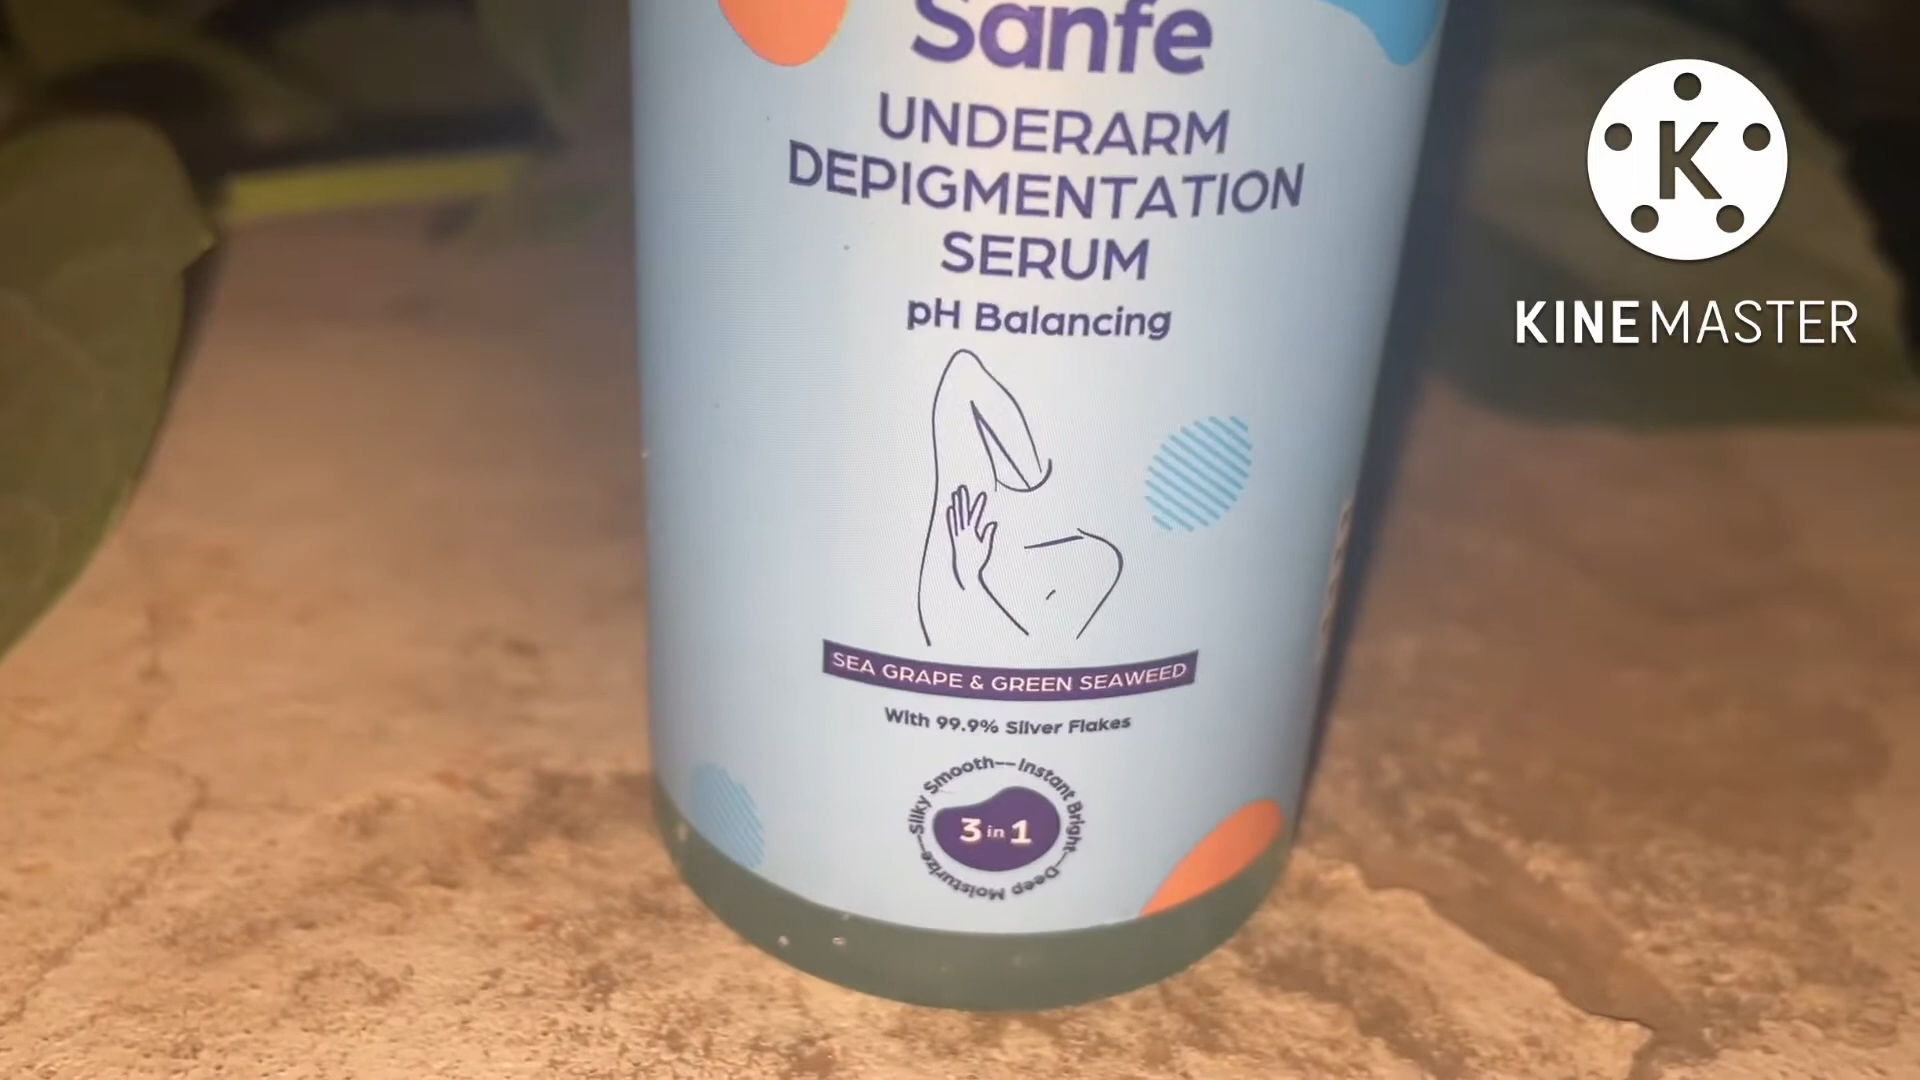 Sanfe
UNDERARM
DEPIGMENTATION
SERUM
pH Balancing
SEA GRAPE & GREEN SEAWEED
With 99.9% Silver Flakes
Silky Smooth—Instant Bright—Deep Moisturize—
3 in 1
K
KINEMASTER